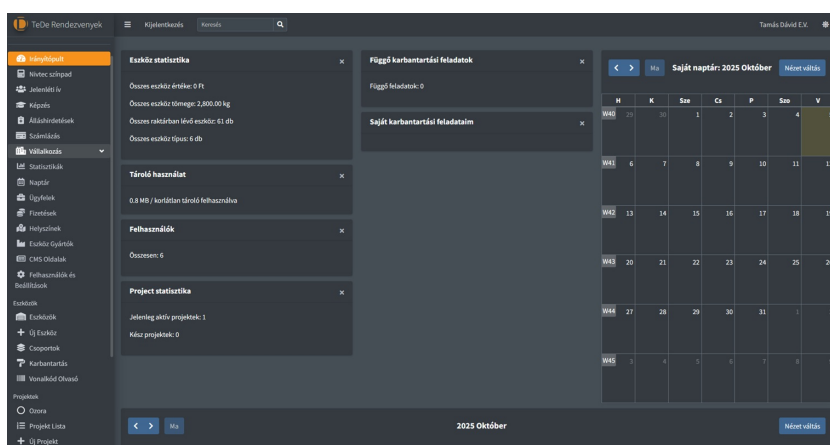 TeDe Rendezvenyek
Kijelentkezés
Keresés
Tamás Dávid E.V.
Irányítópult
Nivtec színpad
Jelenléti ív
Képzés
Álláshirdetések
Számlázás
Vállalkozás
Statisztikák
Naptár
Ügyfelek
Fizetések
Helyszínek
Eszköz Gyártók
CMS Oldalak
Felhasználók és
Beállítások
Eszközök
Eszközök
Új Eszköz
Csoportok
Karbantartás
Vonalkód Olvasó
Projektek
Ozora
Projekt Lista
Új Projekt
Eszköz statisztika
Összes eszköz értéke: 0 Ft
Összes eszköz tömege: 2,800.00 kg
Összes raktárban lévő eszköz: 61 db
Összes eszköz típus: 6 db
Tároló használat
0.8 MB / korlátlan tároló felhasználva
Felhasználók
Összesen: 6
Project statisztika
Jelenleg aktív projektek: 1
Kész projektek: 0
Függő karbantartási feladatok
Függő feladatok: 0
Saját karbantartási feladataim
Ma Saját naptár: 2025 Október Nézet váltás
H K Sze Cs P Szo V
W40 29 30 1 2 3 4
W41 6 7 8 9 10 11
W42 13 14 15 16 17 18
W43 20 21 22 23 24 25
W44 27 28 29 30 31 1
W45 3 4 5 6 7 8
Ma 2025 Október Nézet váltás